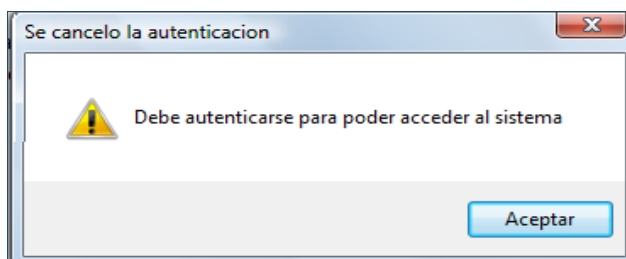 Se cancelo la autenticacion
Debe autenticarse para poder acceder al sistema
Aceptar